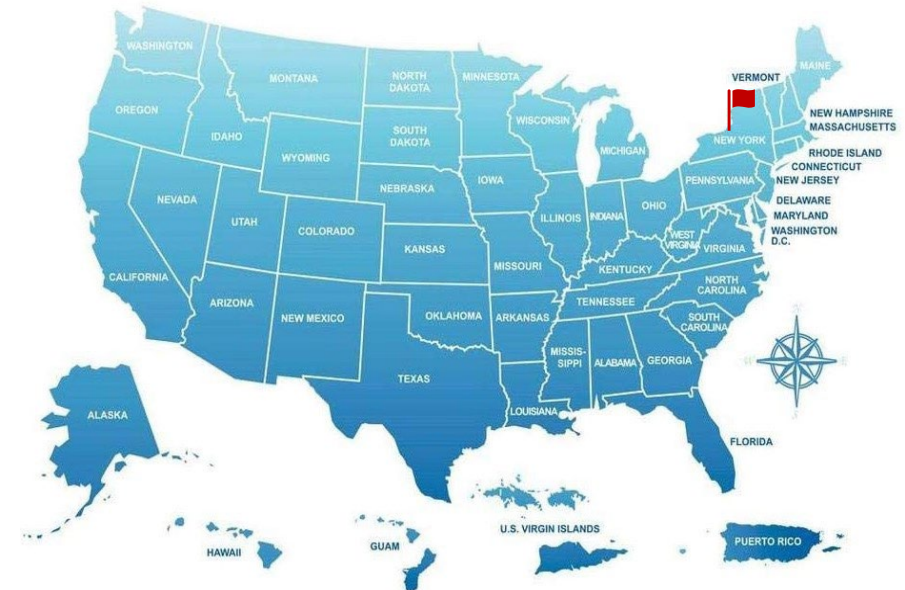 WASHINGTON
MONTANA
NORTH
DAKOTA
MINNESOTA
VERMONT
MAINE
OREGON
IDAHO
SOUTH
DAKOTA
WISCONSIN
MICHIGAN
NEW YORK
NEW HAMPSHIRE
MASSACHUSETTS
RHODE ISLAND
CONNECTICUT
NEW JERSEY
WYOMING
IOWA
NEBRASKA
PENNSYLVANIA
NEVADA
UTAH
COLORADO
KANSAS
ILLINOIS
INDIANA
OHIO
DELAWARE
MARYLAND
WASHINGTON
D.C.
WEST
VIRGINIA
VIRGINIA
CALIFORNIA
MISSOURI
KENTUCKY
NORTH
CAROLINA
ARIZONA
NEW MEXICO
OKLAHOMA
ARKANSAS
TENNESSEE
SOUTH
CAROLINA
TEXAS
MISSIS-
SIPPI
ALABAMA
GEORGIA
N
W
E
S
LOUISIANA
ALASKA
FLORIDA
U.S. VIRGIN ISLANDS
HAWAII
GUAM
PUERTO RICO